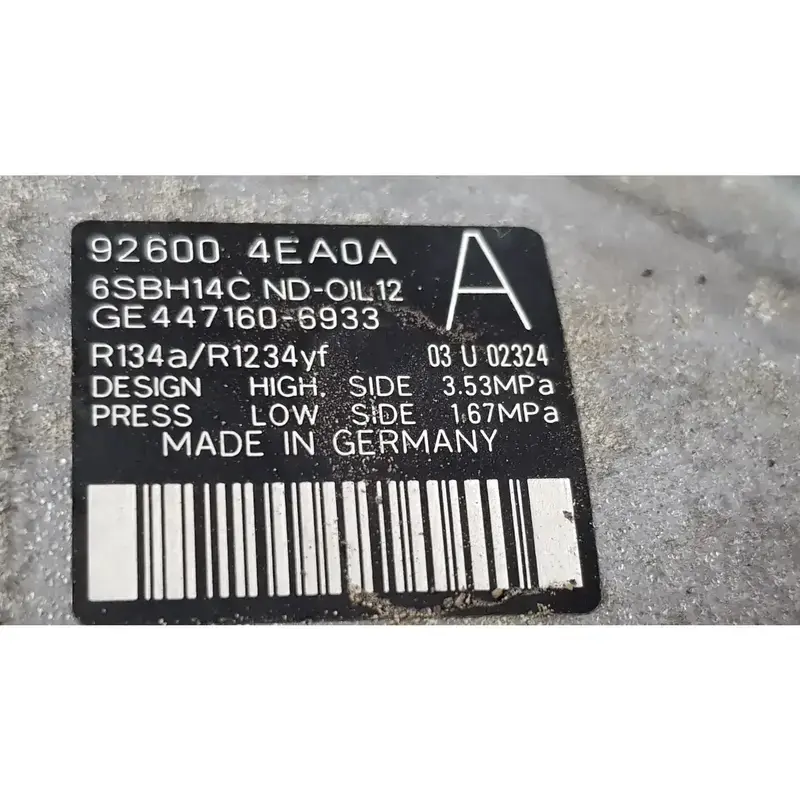 92600 4EA0A A
6SBH14C ND-OIL12
GE447160-6933
R134a/R1234yf 03 U 02324
DESIGN HIGH. SIDE 3.53MPa
PRESS LOW SIDE 1.67MPa
MADE IN GERMANY